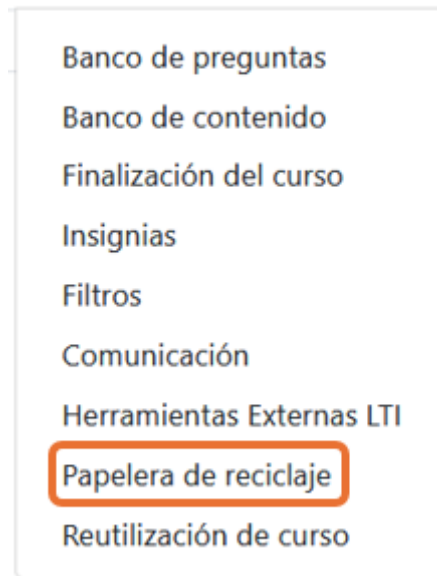 Banco de preguntas
Banco de contenido
Finalización del curso
Insignias
Filtros
Comunicación
Herramientas Externas LTI
Papelera de reciclaje
Reutilización de curso